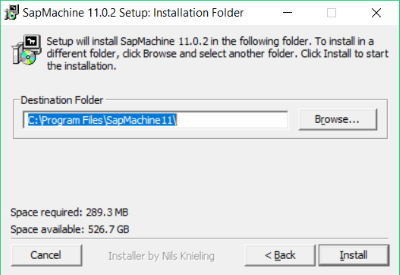 SapMachine 11.0.2 Setup: Installation Folder
Setup will install SapMachine 11.0.2 in the following folder. To install in a
different folder, click Browse and select another folder. Click Install to start
the installation.
Destination Folder
C:\Program Files\SapMachine11\
Browse...
Space required: 289.3 MB
Space available: 526.7 GB
Cancel
Installer by Nils Knieling
< Back
Install